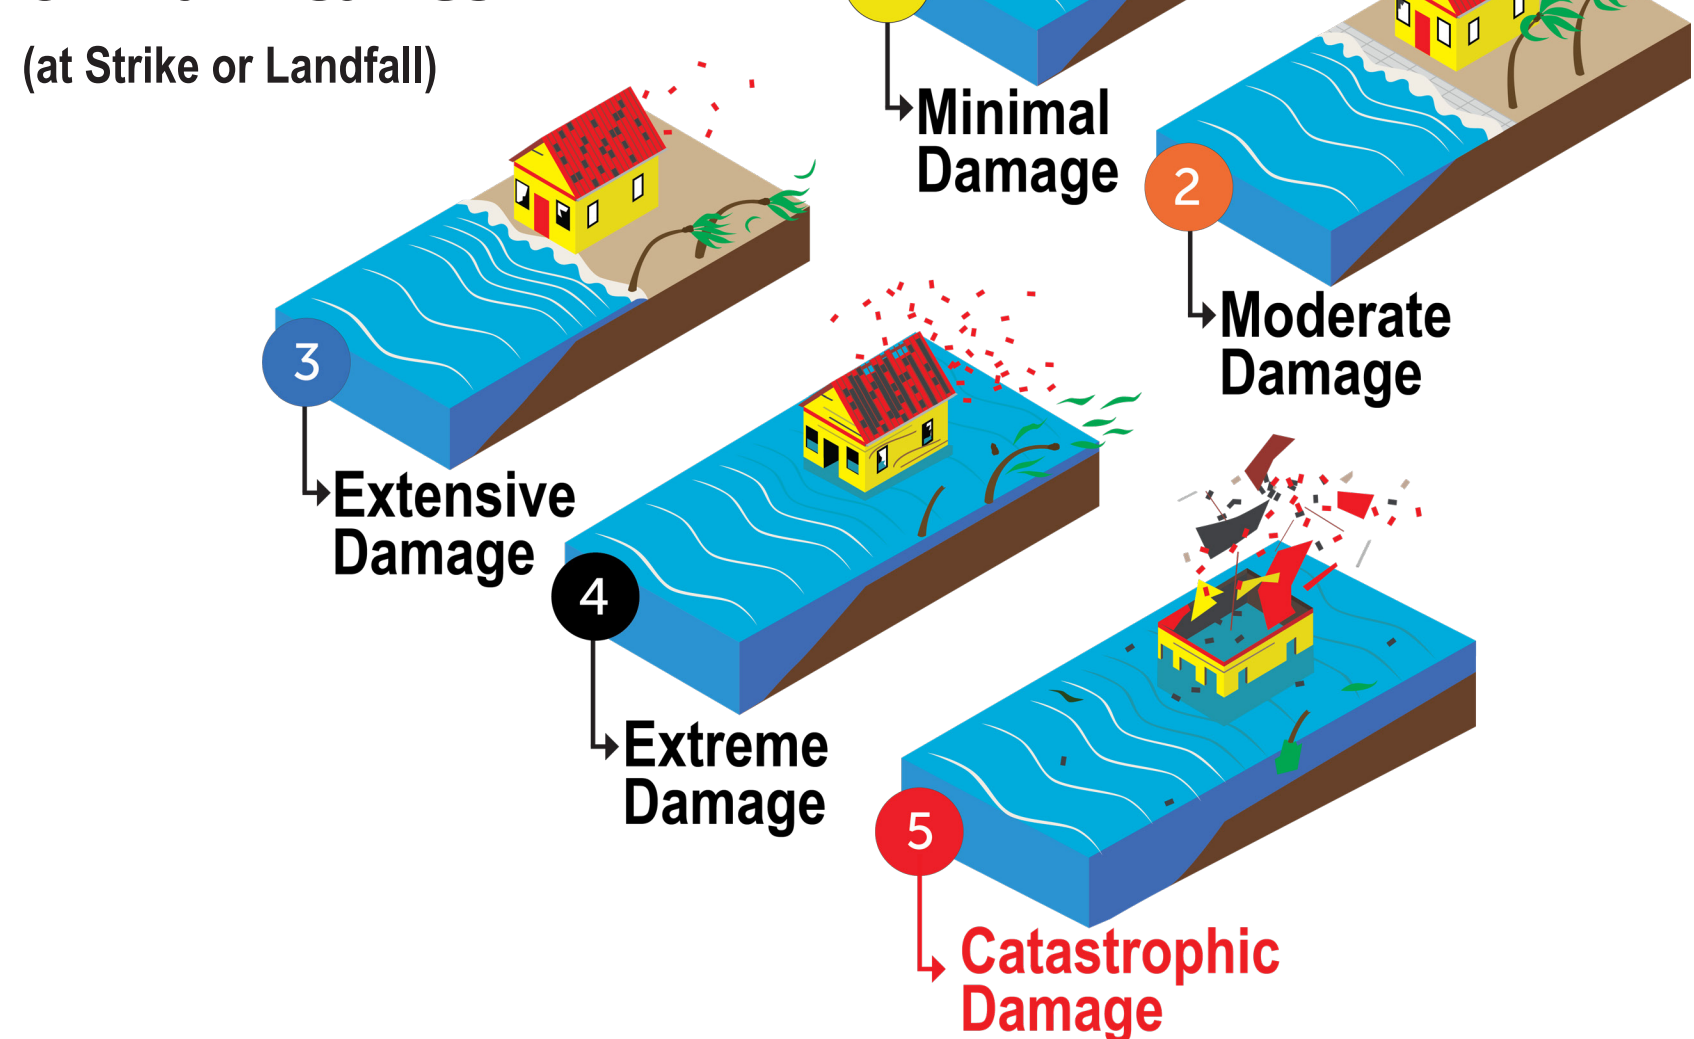 (at Strike or Landfall)
Minimal
Damage
2
Moderate
Damage
3
Extensive
Damage
4
Extreme
Damage
5
Catastrophic
Damage